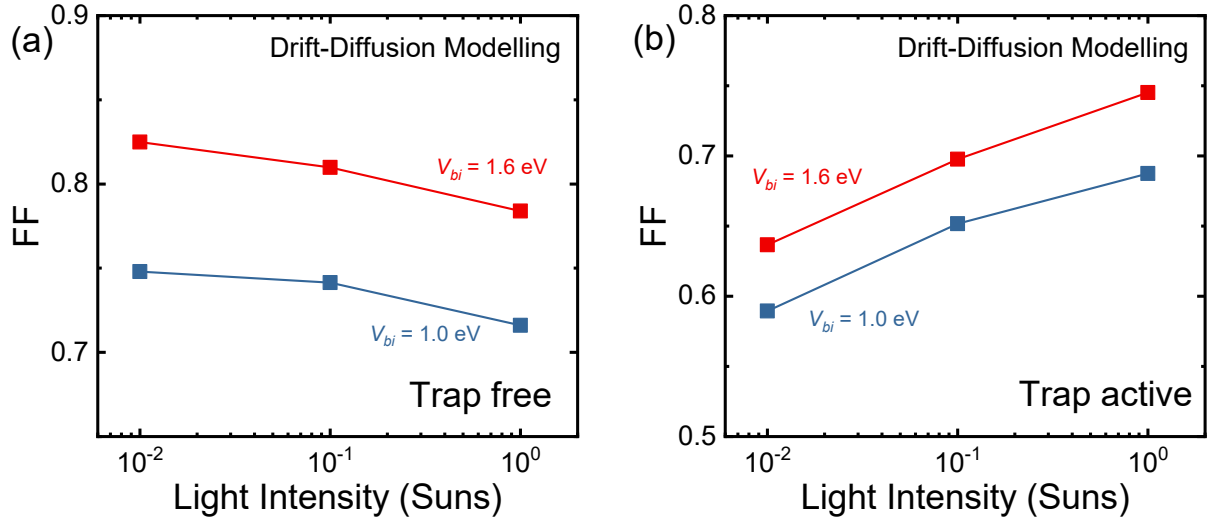 (a)
Drift-Diffusion Modelling
0.9
0.8
0.7
FF
V_bi = 1.6 eV
V_bi = 1.0 eV
Trap free
10^-2
10^-1
10^0
Light Intensity (Suns)
(b)
Drift-Diffusion Modelling
0.8
0.7
0.6
0.5
FF
V_bi = 1.6 eV
V_bi = 1.0 eV
Trap active
10^-2
10^-1
10^0
Light Intensity (Suns)